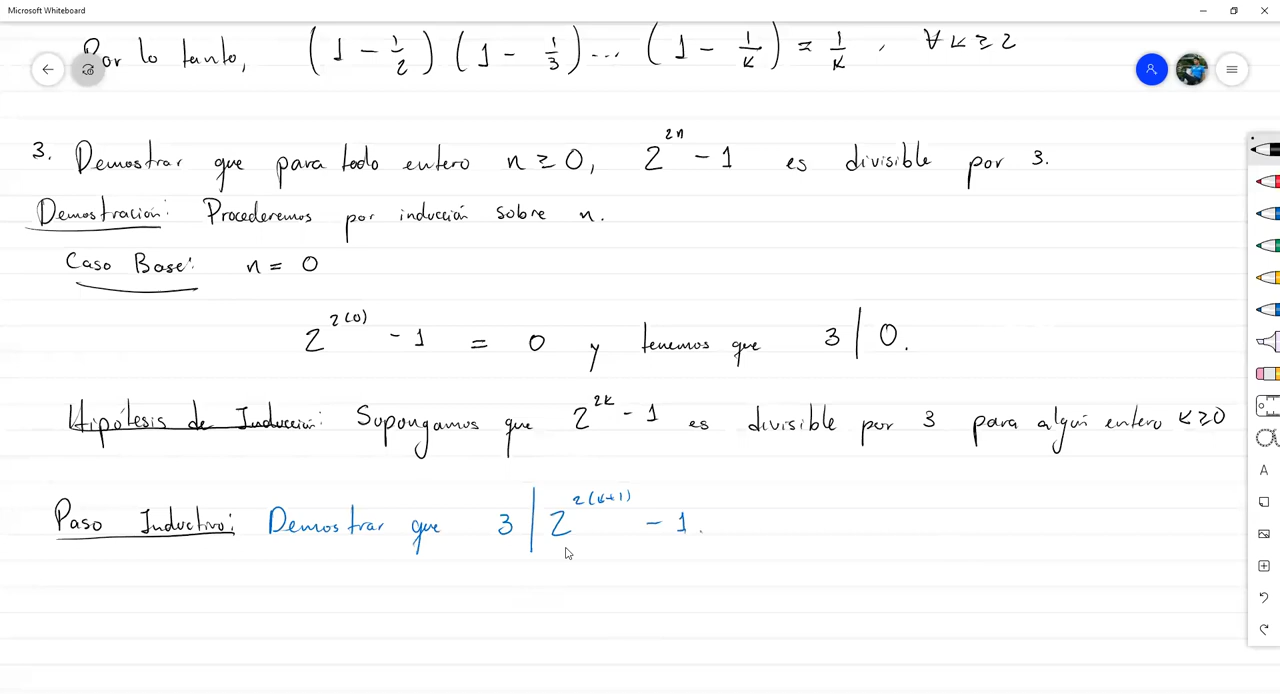 Microsoft Whiteboard
Por lo tanto, (1 - 1/2) (1 - 1/3) ... (1 - 1/k) = 1/k , ∀ k ≥ 2
3. Demostrar que para todo entero n ≥ 0, 2^{2n} - 1 es divisible por 3.
Demostración: Procederemos por inducción sobre n.
Caso Base: n = 0
2^{2(0)} - 1 = 0 y tenemos que 3 | 0.
Hipótesis de Inducción: Supongamos que 2^{2k} - 1 es divisible por 3 para algún entero k ≥ 0
Paso Inductivo: Demostrar que 3 | 2^{2(k+1)} - 1.